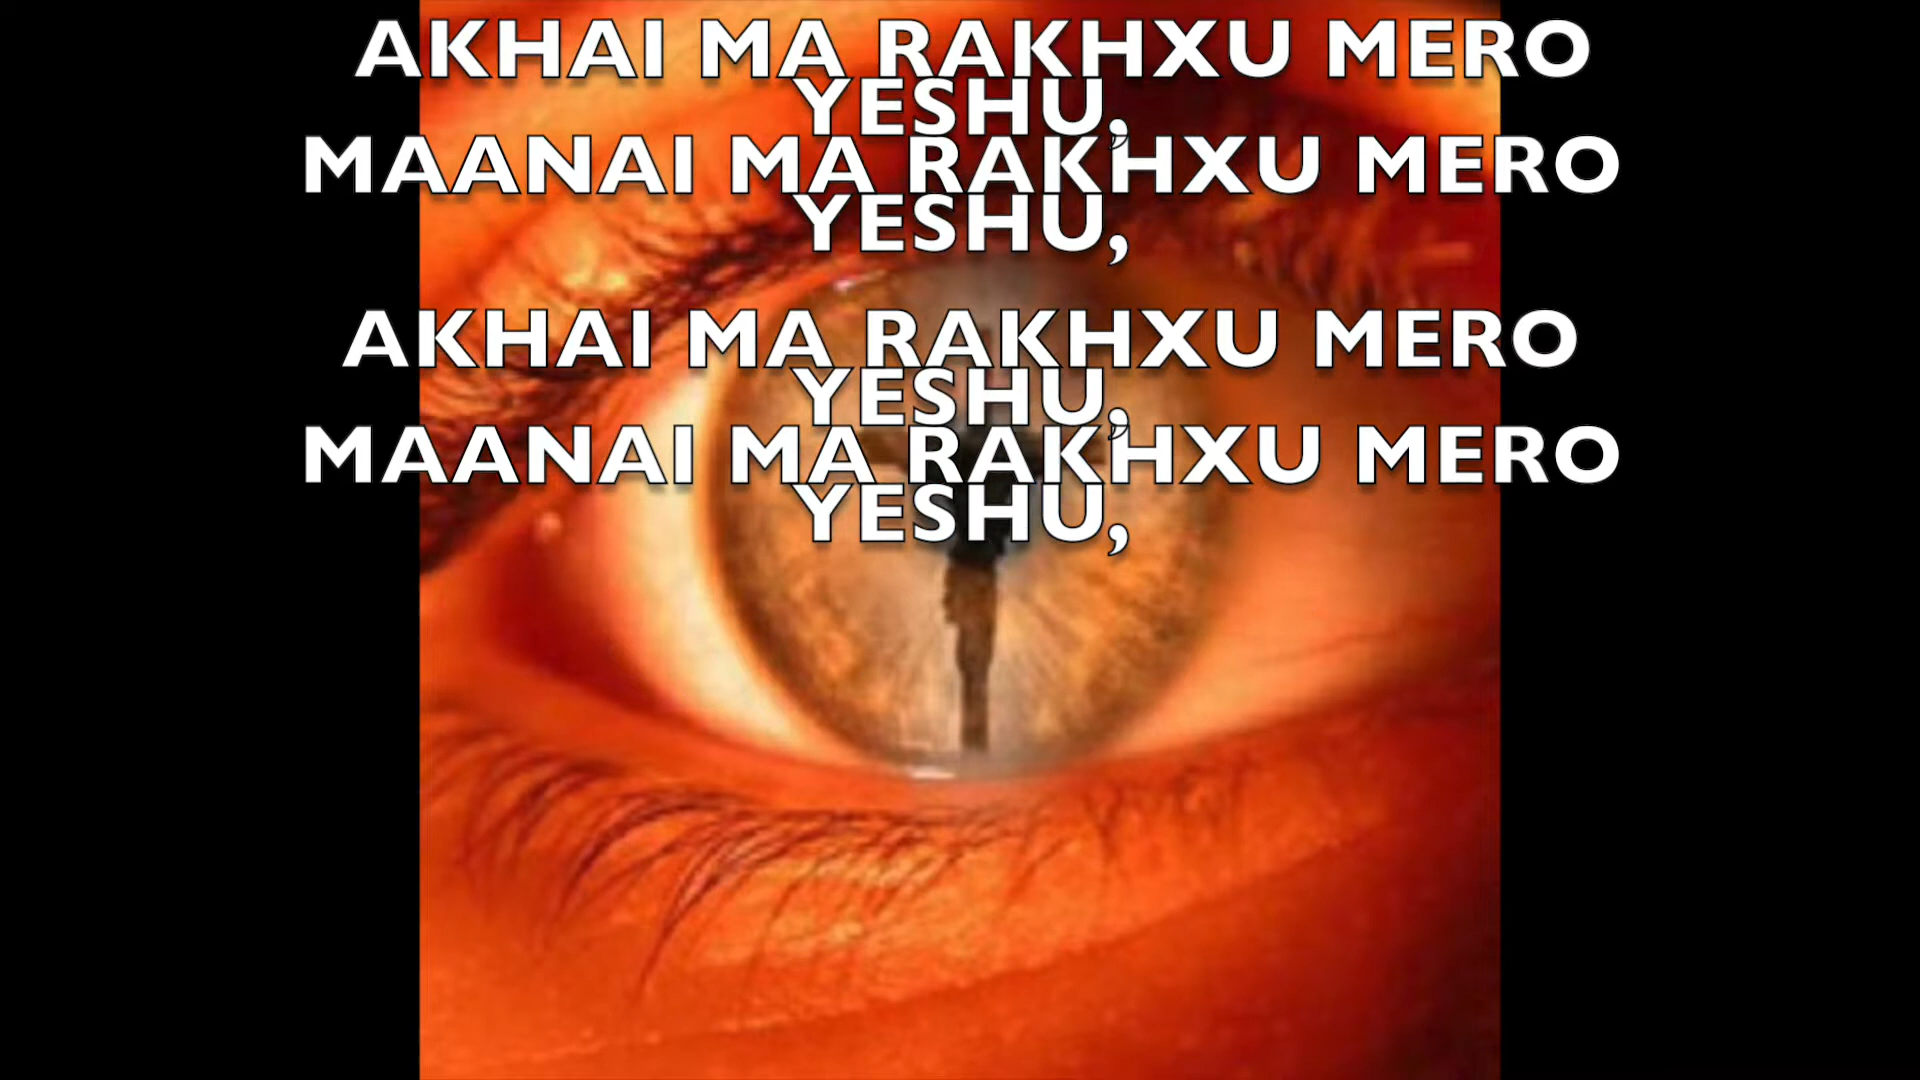 AKHAI MA RAKHXU MERO
YESHU,
MAANAI MA RAKHXU MERO
YESHU,
AKHAI MA RAKHXU MERO
YESHU,
MAANAI MA RAKHXU MERO
YESHU,